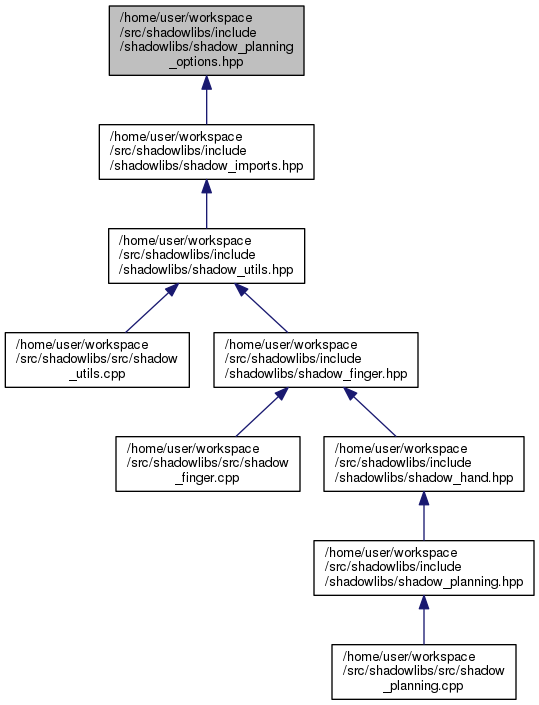 /home/user/workspace
/src/shadowlibs/include
/shadowlibs/shadow_planning
_options.hpp
/home/user/workspace
/src/shadowlibs/include
/shadowlibs/shadow_imports.hpp
/home/user/workspace
/src/shadowlibs/include
/shadowlibs/shadow_utils.hpp
/home/user/workspace
/src/shadowlibs/src/shadow
_utils.cpp
/home/user/workspace
/src/shadowlibs/include
/shadowlibs/shadow_finger.hpp
/home/user/workspace
/src/shadowlibs/src/shadow
_finger.cpp
/home/user/workspace
/src/shadowlibs/include
/shadowlibs/shadow_hand.hpp
/home/user/workspace
/src/shadowlibs/include
/shadowlibs/shadow_planning.hpp
/home/user/workspace
/src/shadowlibs/src/shadow
_planning.cpp